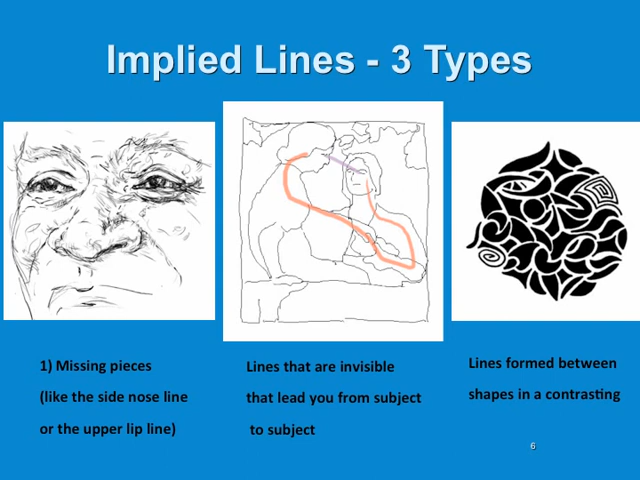 Implied Lines - 3 Types
1) Missing pieces
(like the side nose line
or the upper lip line)
Lines that are invisible
that lead you from subject
to subject
Lines formed between
shapes in a contrasting
6